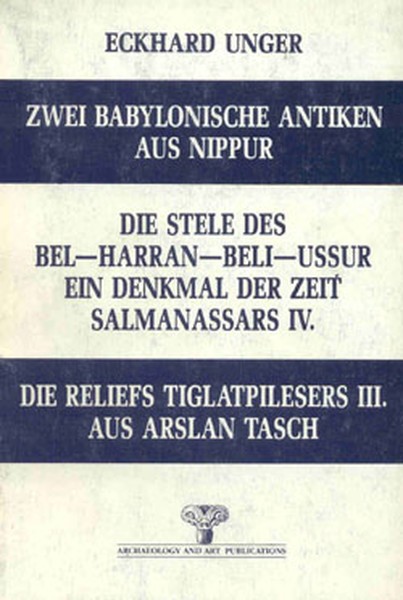 ECKHARD UNGER
ZWEI BABYLONISCHE ANTIKEN
AUS NIPPUR
DIE STELE DES
BEL—HARRAN—BELI—USSUR
EIN DENKMAL DER ZEIT
SALMANASSARS IV.
DIE RELIEFS TIGLATPILESERS III.
AUS ARSLAN TASCH
ARCHAEOLOGY AND ART PUBLICATIONS